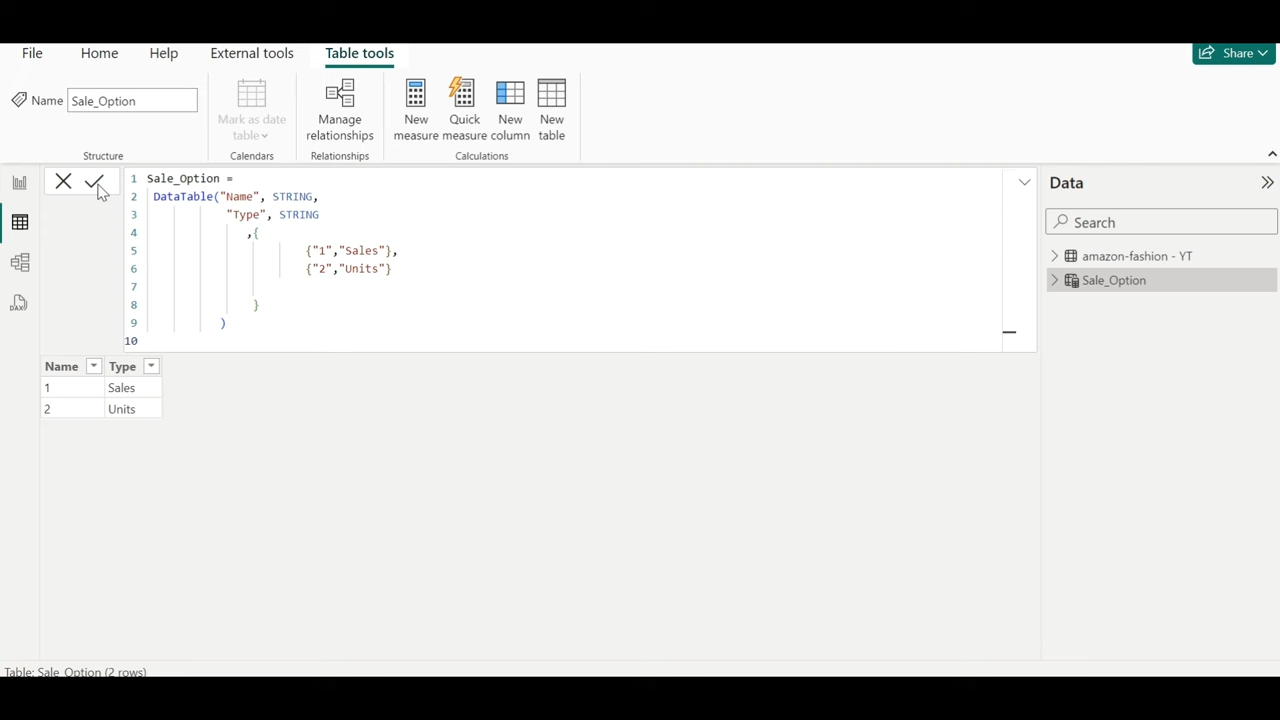 File Home Help External tools Table tools Share
Name Sale_Option
Mark as date table
Manage relationships
New measure
Quick measure
New column
New table
Structure Calendars Relationships Calculations
1 Sale_Option =
2 DataTable("Name", STRING,
3 "Type", STRING
4 ,{
5 {"1","Sales"},
6 {"2","Units"}
7
8 }
9 )
10
Data
Search
amazon-fashion - YT
Sale_Option
Name Type
1 Sales
2 Units
DAX
Table: Sale_Option (2 rows)